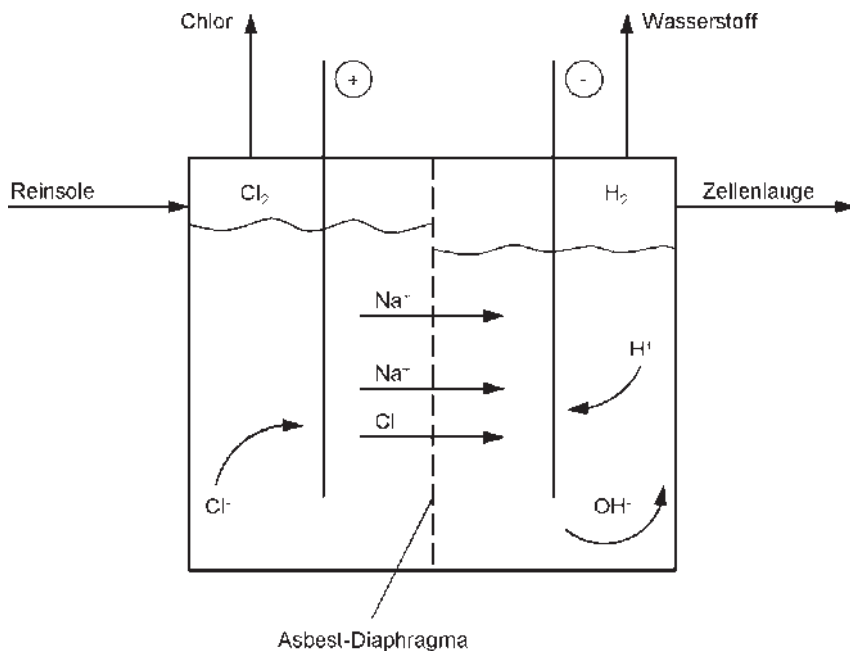 Chlor
Wasserstoff
+
-
Reinsole
Cl₂
H₂
Zellenlauge
Na⁺
H⁺
Na⁺
Cl
Cl⁻
OH⁻
Asbest-Diaphragma